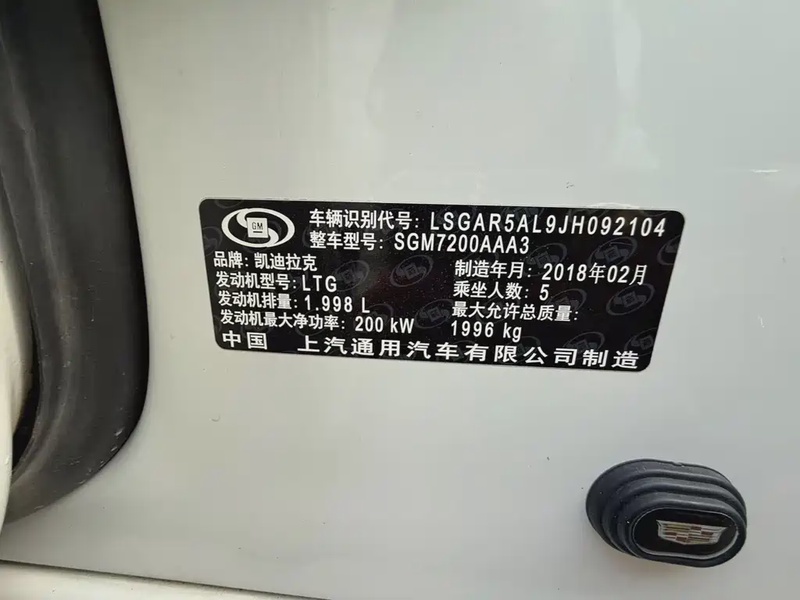 GM
车辆识别代号: LSGAR5AL9JH092104
整车型号: SGM7200AAA3
品牌: 凯迪拉克 制造年月: 2018年02月
发动机型号: LTG 乘坐人数: 5
发动机排量: 1.998 L 最大允许总质量:
发动机最大净功率: 200 kW 1996 kg
中国 上汽通用汽车有限公司制造